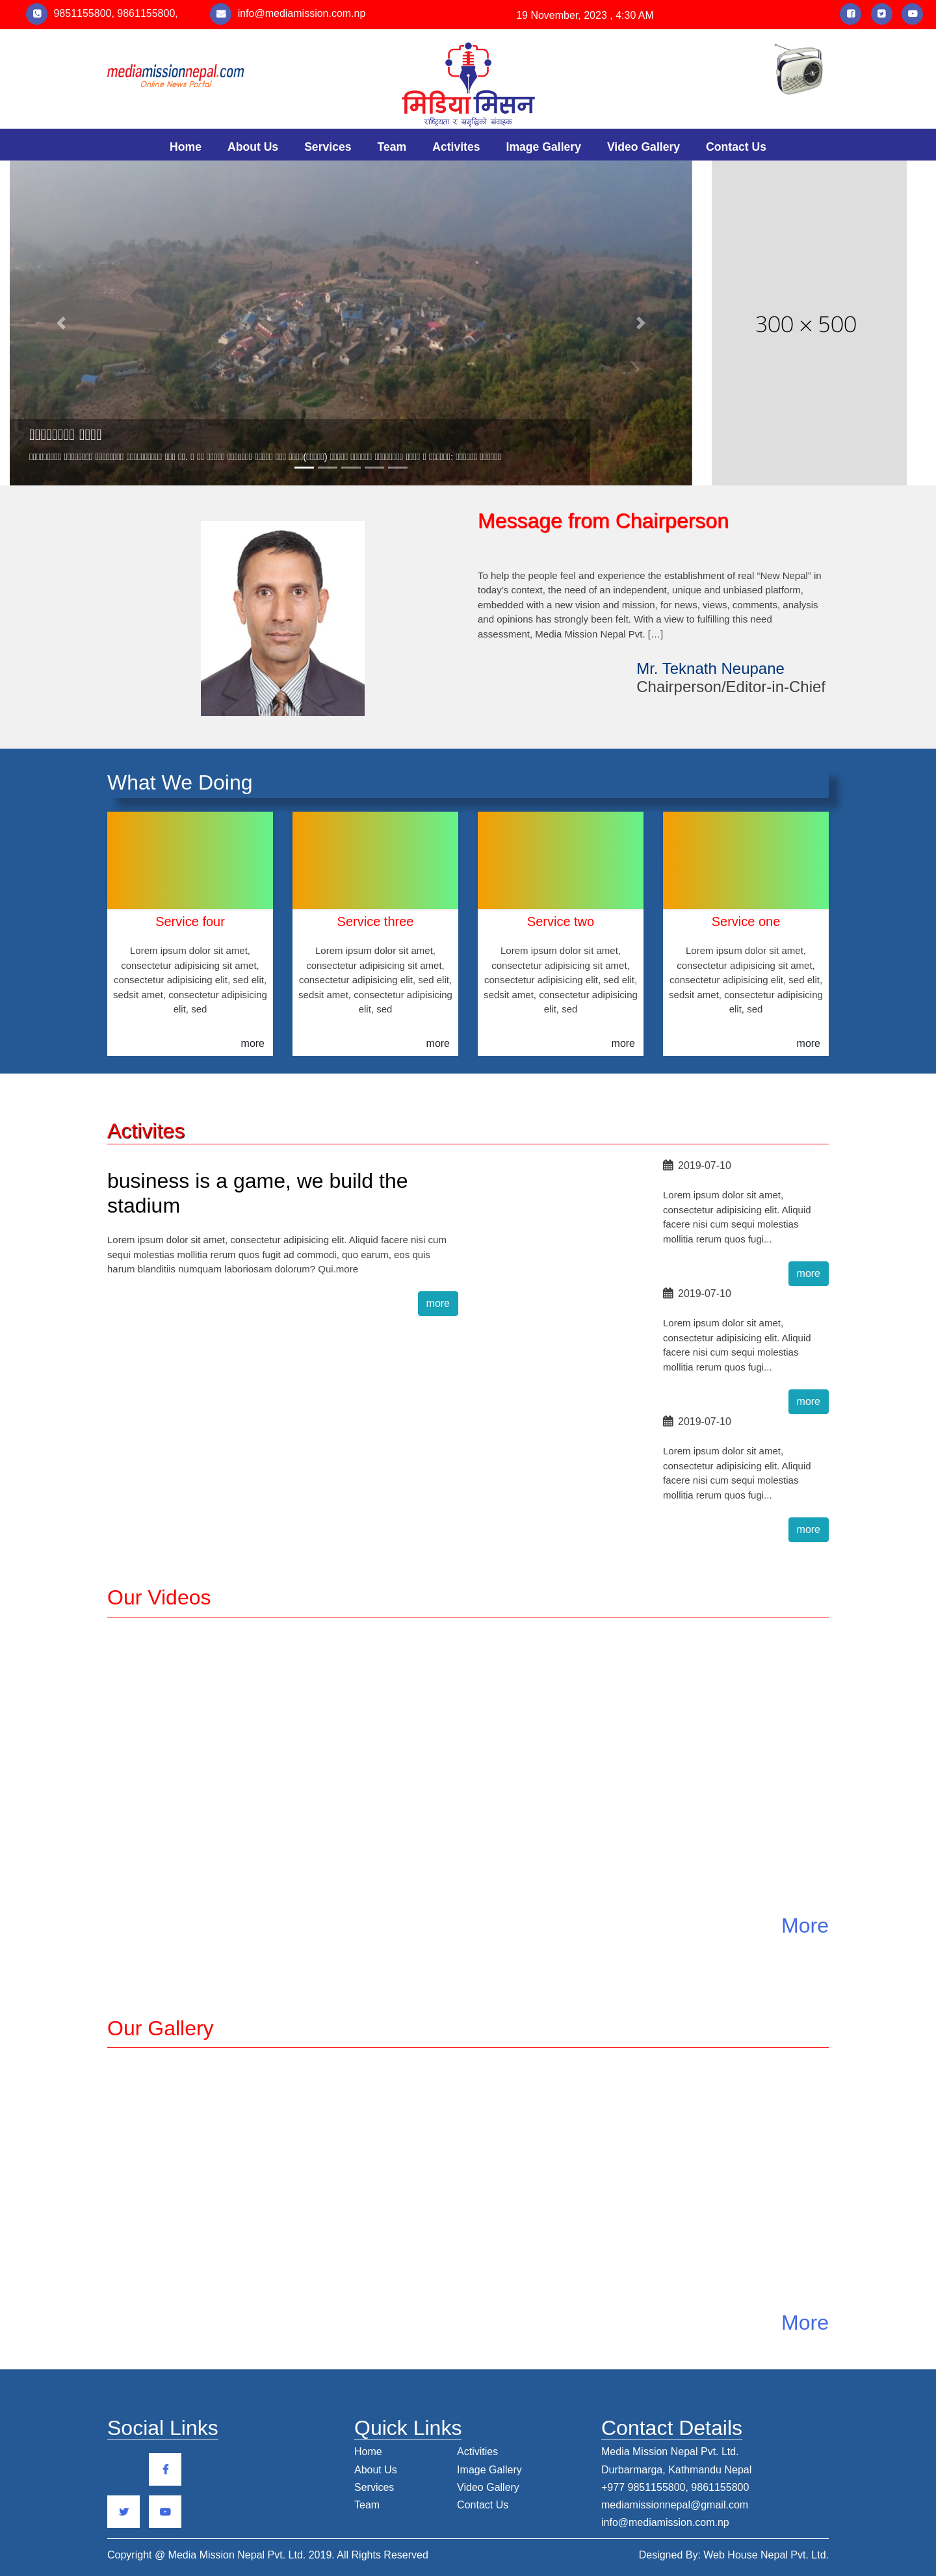 9851155800, 9861155800,
info@mediamission.com.np
19 November, 2023 , 4:30 AM
mediamissionnepal.com
Online News Portal
मिडिया मिसन
राष्ट्रियता र समृद्धिको संवाहक
Home About Us Services Team Activites Image Gallery Video Gallery Contact Us
300 × 500
Message from Chairperson
To help the people feel and experience the establishment of real “New Nepal” in
today's context, the need of an independent, unique and unbiased platform,
embedded with a new vision and mission, for news, views, comments, analysis
and opinions has strongly been felt. With a view to fulfilling this need
assessment, Media Mission Nepal Pvt. […]
Mr. Teknath Neupane
Chairperson/Editor-in-Chief
What We Doing
Service four
Lorem ipsum dolor sit amet,
consectetur adipisicing sit amet,
consectetur adipisicing elit, sed elit,
sedsit amet, consectetur adipisicing
elit, sed
more
Service three
Lorem ipsum dolor sit amet,
consectetur adipisicing sit amet,
consectetur adipisicing elit, sed elit,
sedsit amet, consectetur adipisicing
elit, sed
more
Service two
Lorem ipsum dolor sit amet,
consectetur adipisicing sit amet,
consectetur adipisicing elit, sed elit,
sedsit amet, consectetur adipisicing
elit, sed
more
Service one
Lorem ipsum dolor sit amet,
consectetur adipisicing sit amet,
consectetur adipisicing elit, sed elit,
sedsit amet, consectetur adipisicing
elit, sed
more
Activites
business is a game, we build the
stadium
Lorem ipsum dolor sit amet, consectetur adipisicing elit. Aliquid facere nisi cum
sequi molestias mollitia rerum quos fugit ad commodi, quo earum, eos quis
harum blanditiis numquam laboriosam dolorum? Qui.more
more
2019-07-10
Lorem ipsum dolor sit amet,
consectetur adipisicing elit. Aliquid
facere nisi cum sequi molestias
mollitia rerum quos fugi...
more
2019-07-10
Lorem ipsum dolor sit amet,
consectetur adipisicing elit. Aliquid
facere nisi cum sequi molestias
mollitia rerum quos fugi...
more
2019-07-10
Lorem ipsum dolor sit amet,
consectetur adipisicing elit. Aliquid
facere nisi cum sequi molestias
mollitia rerum quos fugi...
more
Our Videos
More
Our Gallery
More
Social Links
Quick Links
Home
About Us
Services
Team
Activities
Image Gallery
Video Gallery
Contact Us
Contact Details
Media Mission Nepal Pvt. Ltd.
Durbarmarga, Kathmandu Nepal
+977 9851155800, 9861155800
mediamissionnepal@gmail.com
info@mediamission.com.np
Copyright @ Media Mission Nepal Pvt. Ltd. 2019. All Rights Reserved
Designed By: Web House Nepal Pvt. Ltd.